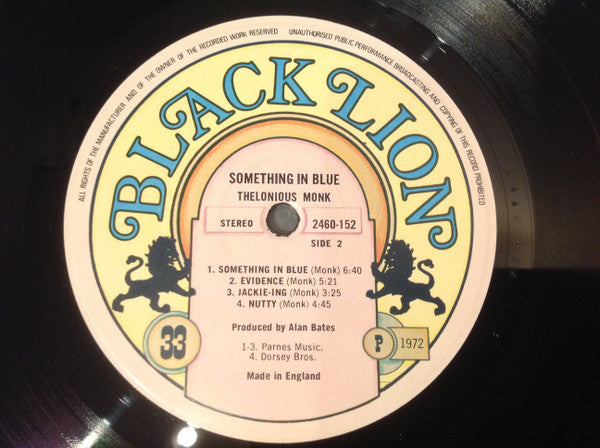 ALL RIGHTS OF THE MANUFACTURER AND OF THE OWNER OF THE RECORDED WORK RESERVED
UNAUTHORISED PUBLIC PERFORMANCE BROADCASTING AND COPYING OF THIS RECORD PROHIBITED
BLACK LION
SOMETHING IN BLUE
THELONIOUS MONK
STEREO 2460-152
SIDE 2
1. SOMETHING IN BLUE (Monk) 6:40
2. EVIDENCE (Monk) 5:21
3. JACKIE-ING (Monk) 3:25
4. NUTTY (Monk) 4:45
Produced by Alan Bates
33
1-3. Parnes Music.
P 1972
4. Dorsey Bros.
Made in England